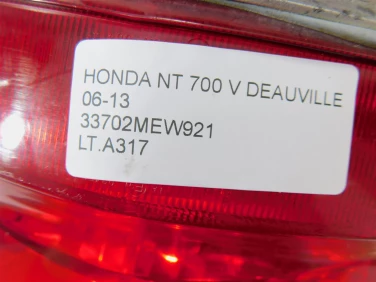 HONDA NT 700 V DEAUVILLE
06-13
33702MEW921
LT.A317